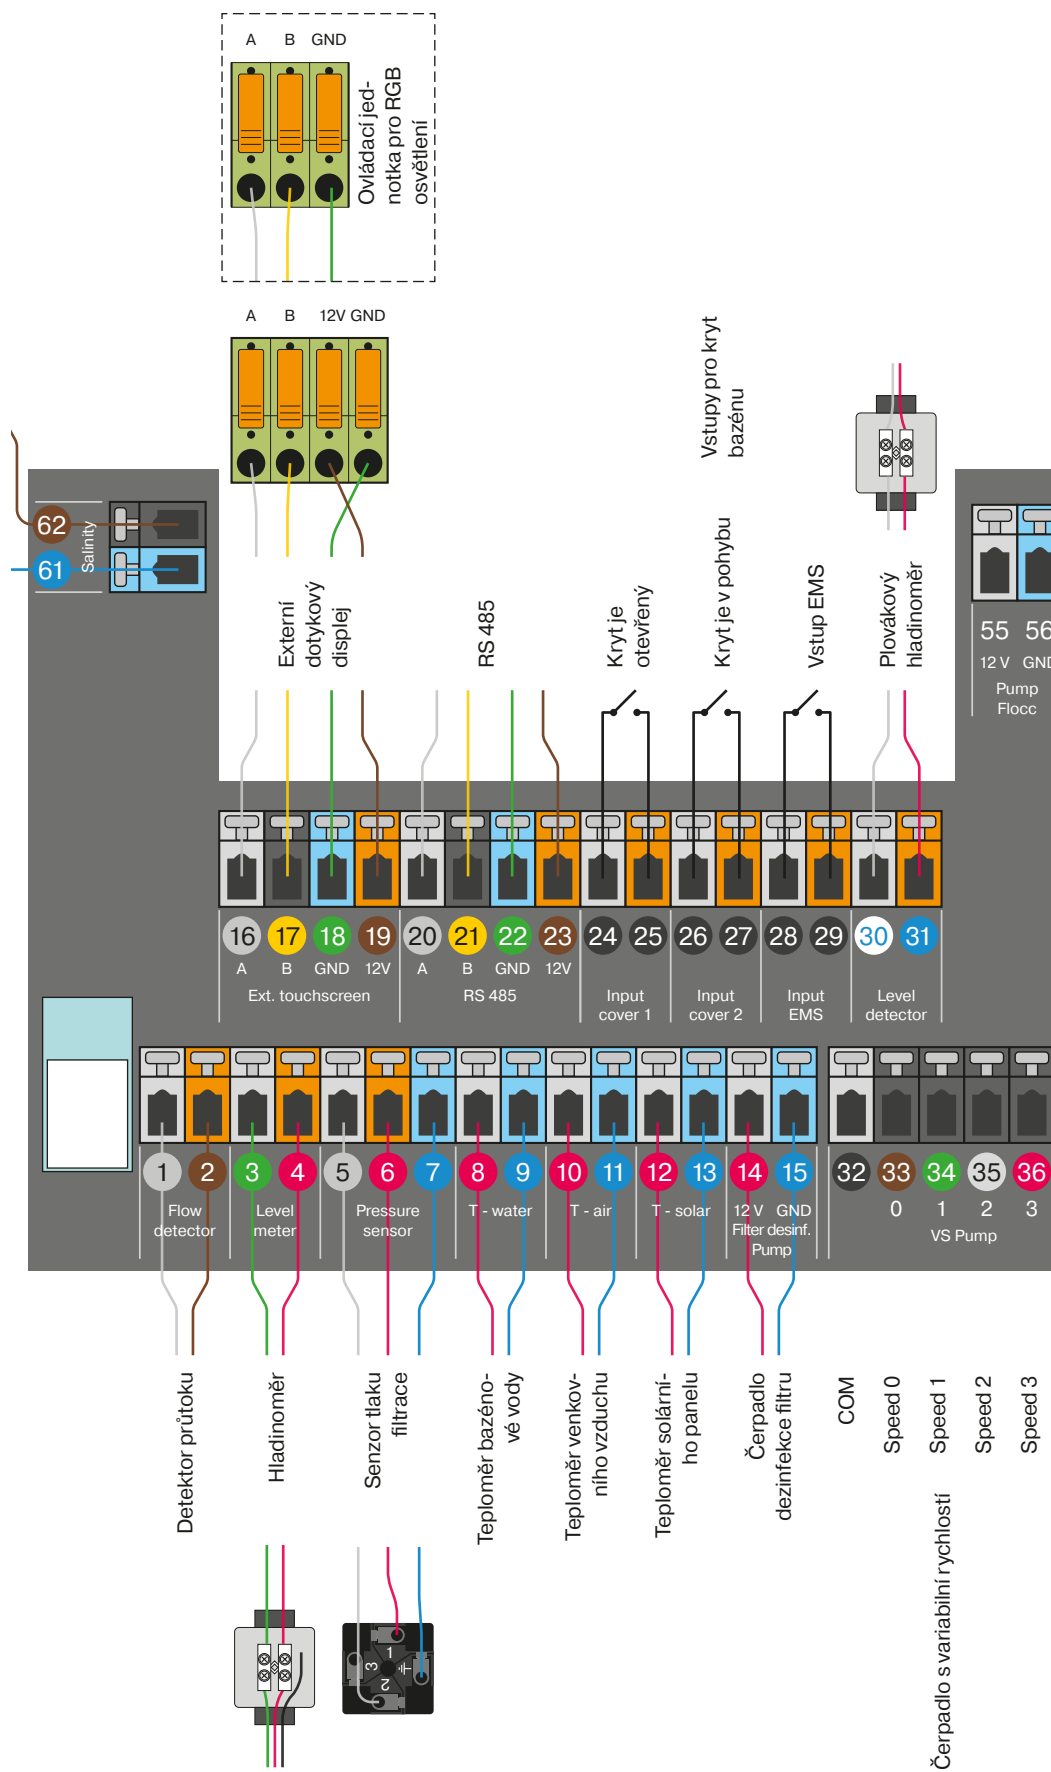 A B GND
Ovládací jed-
notka pro RGB
osvětlení
A B 12V GND
Vstupy pro kryt
bazénu
62
61
Salinity
Externí
dotykový
displej
RS 485
Kryt je
otevřený
Kryt je v pohybu
Vstup EMS
Plovákový
hladinoměr
55 56
12 V GND
Pump
Flocc
16 17 18 19 20 21 22 23 24 25 26 27 28 29 30 31
A B GND 12V A B GND 12V
Ext. touchscreen
RS 485
Input
cover 1
Input
cover 2
Input
EMS
Level
detector
1 2 3 4 5 6 7 8 9 10 11 12 13 14 15 32 33 34 35 36
Flow
detector
Level
meter
Pressure
sensor
T - water
T - air
T - solar
12 V GND
Filter desinf.
Pump
0 1 2 3
VS Pump
Detektor průtoku
Hladinoměr
Senzor tlaku
filtrace
Teploměr bazéno-
vé vody
Teploměr venkov-
ního vzduchu
Teploměr solární-
ho panelu
Čerpadlo
dezinfekce filtru
COM
Speed 0
Speed 1
Speed 2
Speed 3
Čerpadlo s variabilní rychlostí
1
3
2